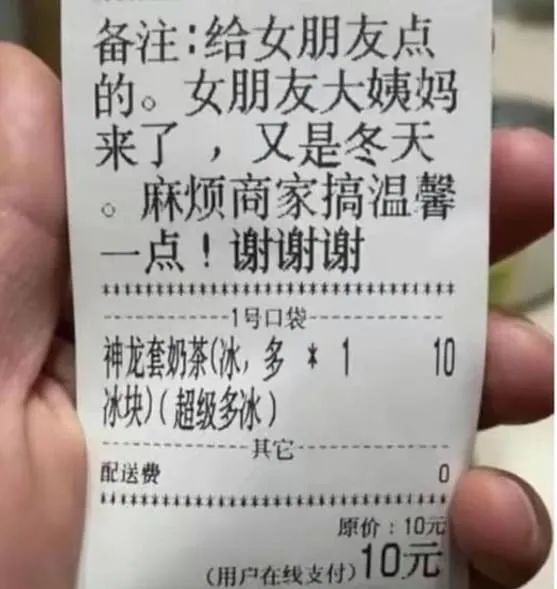 备注:给女朋友点
的。女朋友大姨妈
来了，又是冬天
。麻烦商家搞温馨
一点！谢谢谢
********************************
----------1号口袋----------
神龙套奶茶(冰,多 * 1 10
冰块)(超级多冰)
----------其它----------
配送费 0
********************************
原价:10元
(用户在线支付)10元